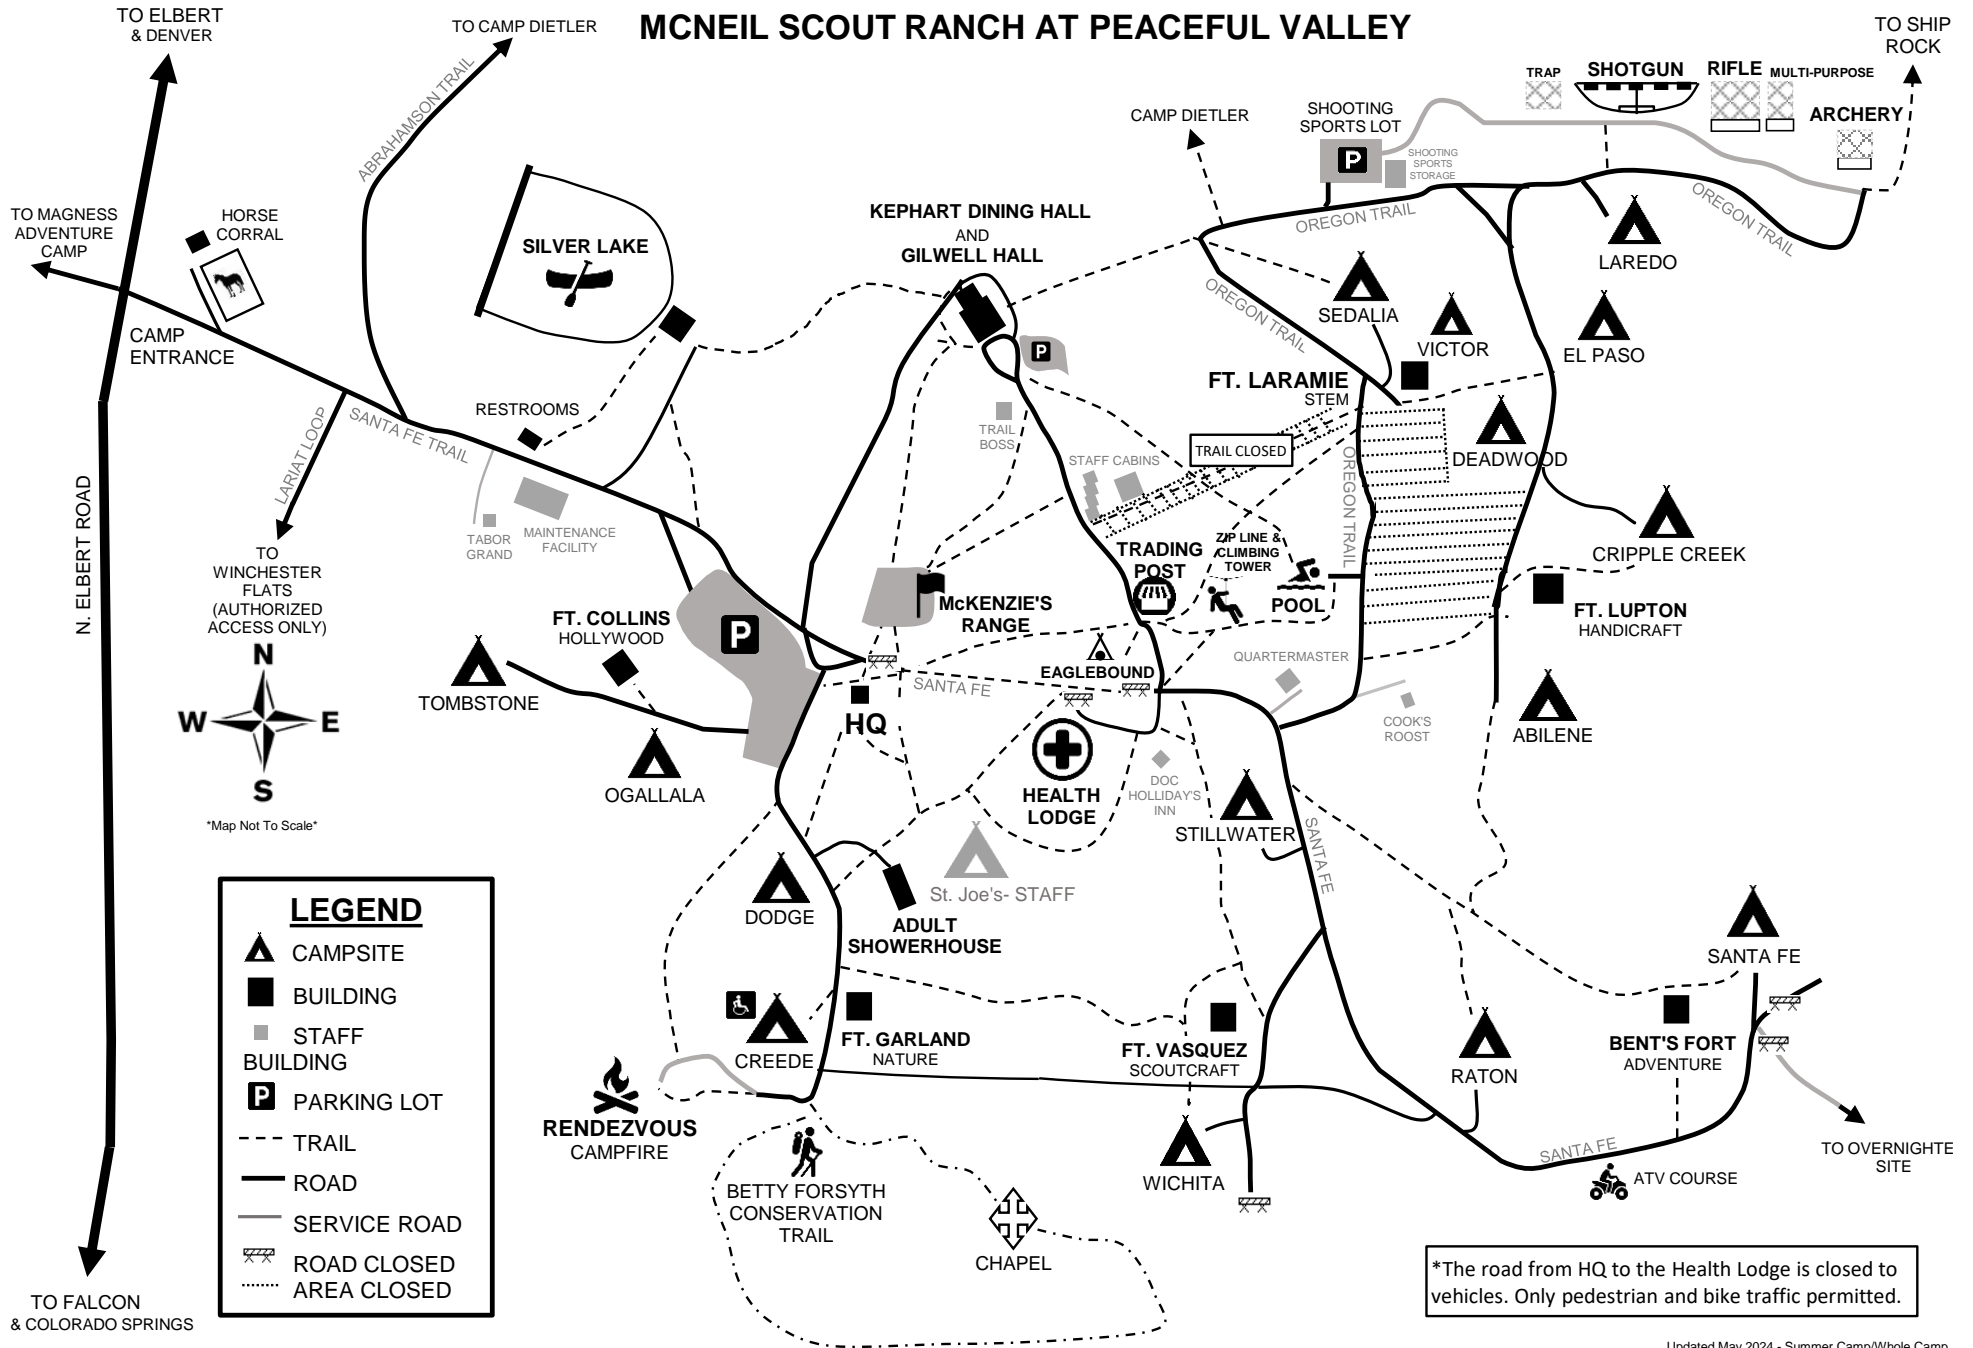 MCNEIL SCOUT RANCH AT PEACEFUL VALLEY
TO ELBERT
& DENVER
TO CAMP DIETLER
ABRAHAMSON TRAIL
TO SHIP
ROCK
TRAP
SHOTGUN
RIFLE
MULTI-PURPOSE
ARCHERY
SHOOTING
SPORTS LOT
P
SHOOTING
SPORTS
STORAGE
CAMP DIETLER
TO MAGNESS
ADVENTURE
CAMP
HORSE
CORRAL
SILVER LAKE
KEPHART DINING HALL
AND
GILWELL HALL
OREGON TRAIL
OREGON TRAIL
LAREDO
CAMP
ENTRANCE
OREGON TRAIL
SEDALIA
VICTOR
EL PASO
P
FT. LARAMIE
STEM
RESTROOMS
SANTA FE TRAIL
LARIAT LOOP
TRAIL
BOSS
STAFF CABINS
TRAIL CLOSED
OREGON TRAIL
DEADWOOD
N. ELBERT ROAD
TABOR
GRAND
MAINTENANCE
FACILITY
TO
WINCHESTER
FLATS
(AUTHORIZED
ACCESS ONLY)
TRADING
POST
ZIP LINE &
CLIMBING
TOWER
POOL
CRIPPLE CREEK
FT. COLLINS
HOLLYWOOD
P
McKENZIE'S
RANGE
FT. LUPTON
HANDICRAFT
N
W
E
S
*Map Not To Scale*
TOMBSTONE
EAGLEBOUND
QUARTERMASTER
SANTA FE
HQ
COOK'S
ROOST
ABILENE
OGALLALA
HEALTH
LODGE
DOC
HOLLIDAY'S
INN
STILLWATER
SANTA FE
DODGE
St. Joe's- STAFF
ADULT
SHOWERHOUSE
SANTA FE
LEGEND
CAMPSITE
BUILDING
STAFF
BUILDING
P
PARKING LOT
TRAIL
ROAD
SERVICE ROAD
ROAD CLOSED
AREA CLOSED
CREEDE
FT. GARLAND
NATURE
FT. VASQUEZ
SCOUTCRAFT
RATON
BENT'S FORT
ADVENTURE
RENDEZVOUS
CAMPFIRE
WICHITA
SANTA FE
ATV COURSE
TO OVERNIGHTE
SITE
BETTY FORSYTH
CONSERVATION
TRAIL
CHAPEL
TO FALCON
& COLORADO SPRINGS
*The road from HQ to the Health Lodge is closed to
vehicles. Only pedestrian and bike traffic permitted.
Updated May 2024 - Summer Camp/Whole Camp